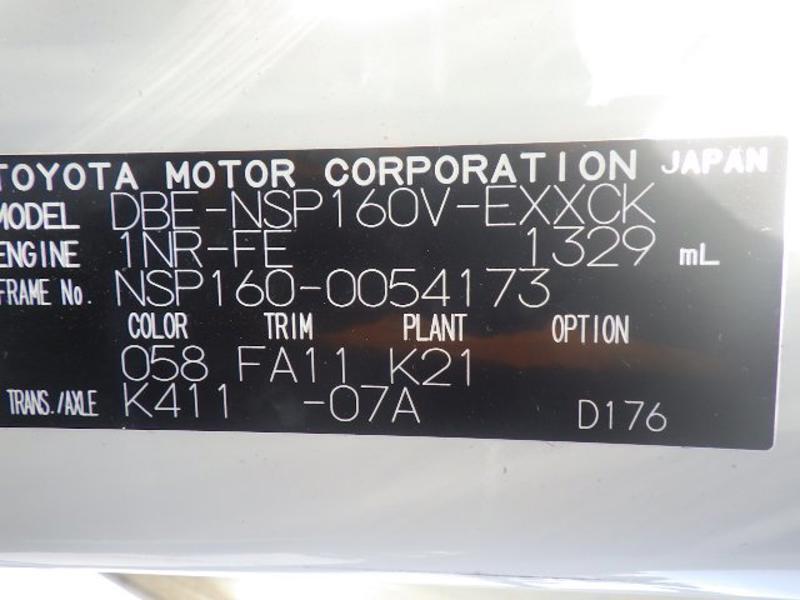 TOYOTA MOTOR CORPORATION JAPAN
MODEL DBE-NSP160V-EXXCK
ENGINE 1NR-FE 1329 mL
FRAME No. NSP160-0054173
COLOR TRIM PLANT OPTION
058 FA11 K21
TRANS./AXLE K411 -07A D176